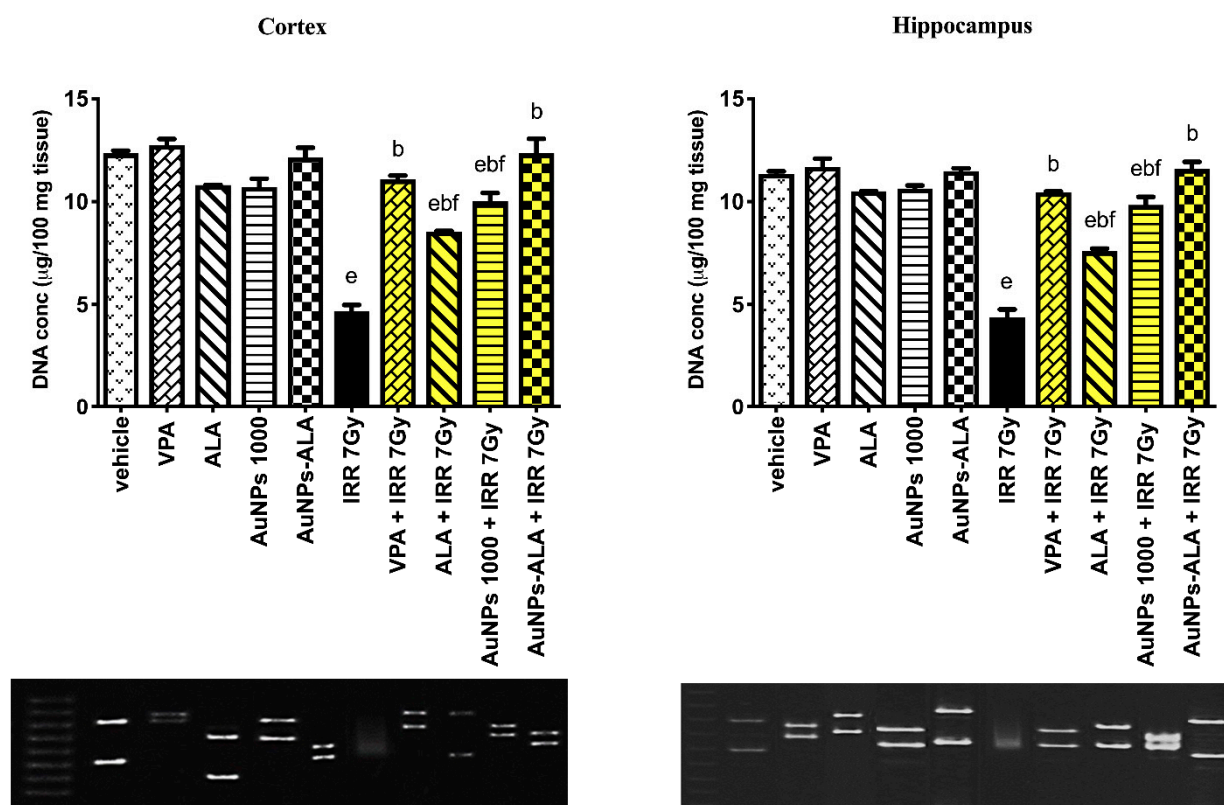 Cortex
DNA conc (µg/100 mg tissue)
15
10
5
0
e
b
ebf
ebf
b
vehicle
VPA
ALA
AuNPs 1000
AuNPs-ALA
IRR 7Gy
VPA + IRR 7Gy
ALA + IRR 7Gy
AuNPs 1000 + IRR 7Gy
AuNPs-ALA + IRR 7Gy
Hippocampus
DNA conc (µg/100 mg tissue)
15
10
5
0
e
b
ebf
ebf
b
vehicle
VPA
ALA
AuNPs 1000
AuNPs-ALA
IRR 7Gy
VPA + IRR 7Gy
ALA + IRR 7Gy
AuNPs 1000 + IRR 7Gy
AuNPs-ALA + IRR 7Gy